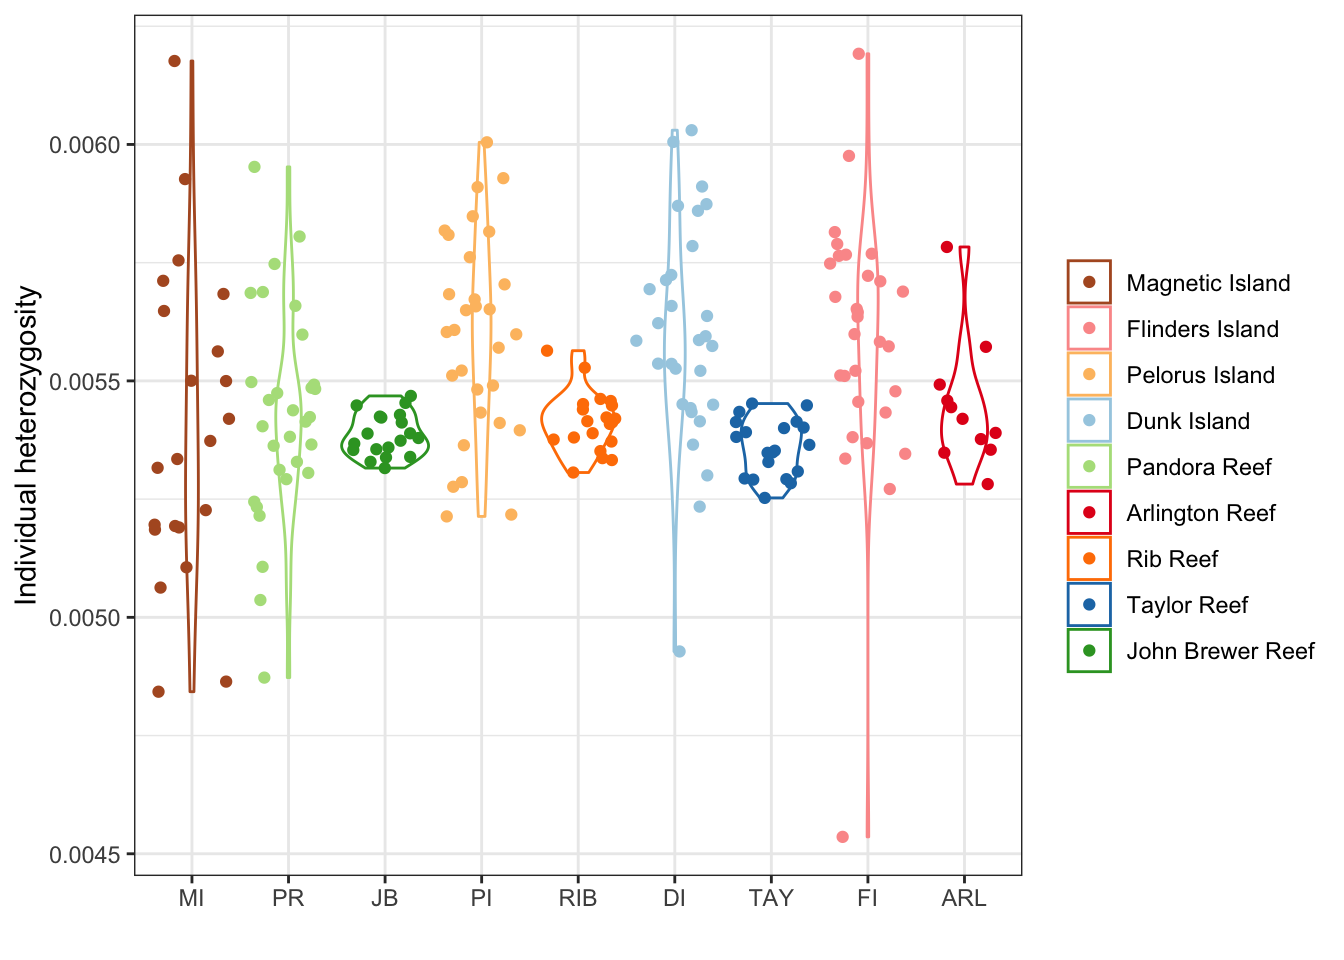 Individual heterozygosity
0.0060
0.0055
0.0050
0.0045
MI PR JB PI RIB DI TAY FI ARL
Magnetic Island
Flinders Island
Pelorus Island
Dunk Island
Pandora Reef
Arlington Reef
Rib Reef
Taylor Reef
John Brewer Reef